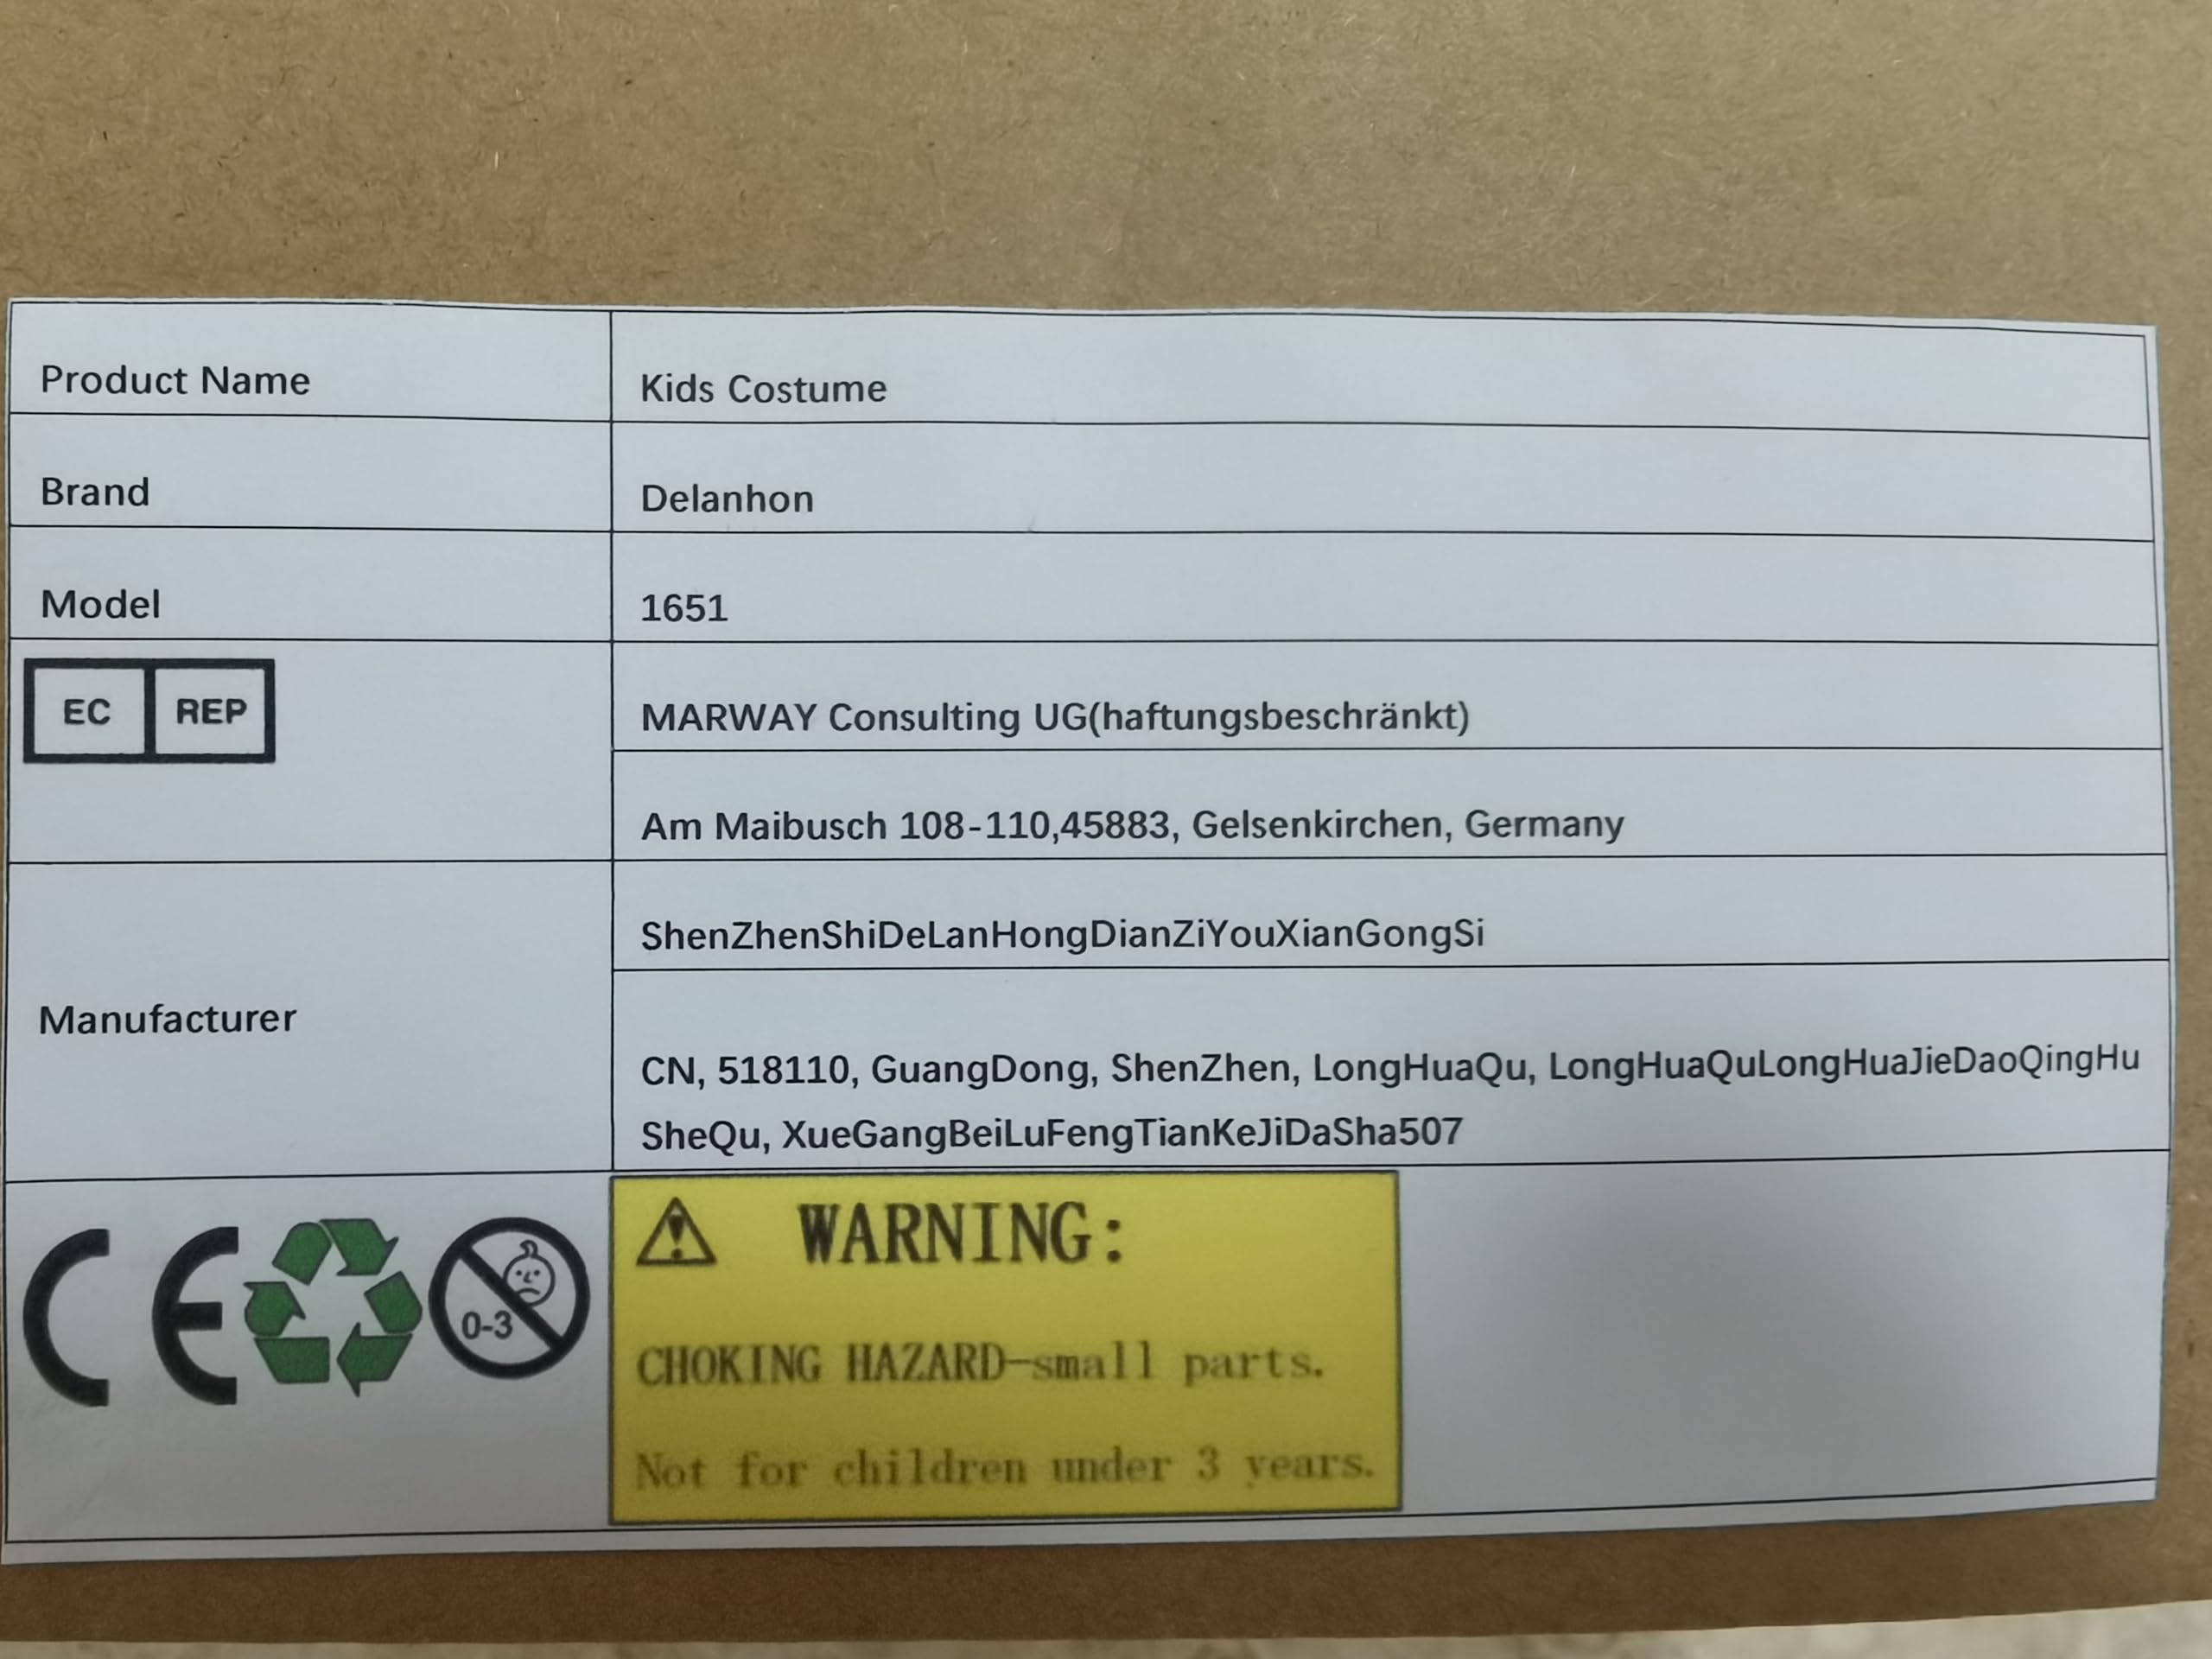 Product Name
Kids Costume
Brand
Delanhon
Model
1651
EC REP
MARWAY Consulting UG(haftungsbeschränkt)
Am Maibusch 108-110,45883, Gelsenkirchen, Germany
Manufacturer
ShenZhenShiDeLanHongDianZiYouXianGongSi
CN, 518110, GuangDong, ShenZhen, LongHuaQu, LongHuaQuLongHuaJieDaoQingHu
SheQu, XueGangBeiLuFengTianKeJiDaSha507
CE
0-3
WARNING:
CHOKING HAZARD-small parts.
Not for children under 3 years.